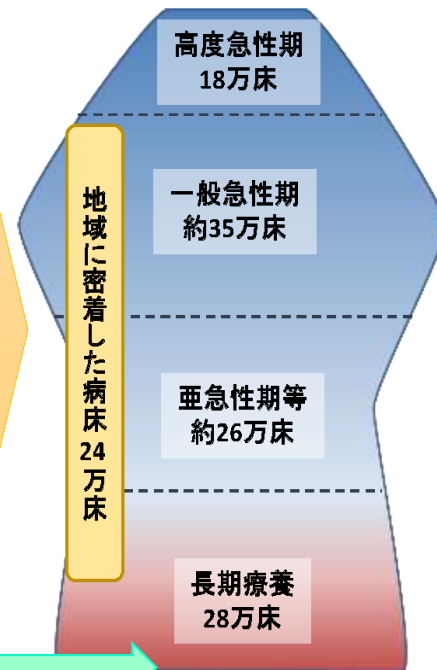 高度急性期
18万床
一般急性期
約35万床
地域に密着した病床24万床
亜急性期等
約26万床
長期療養
28万床